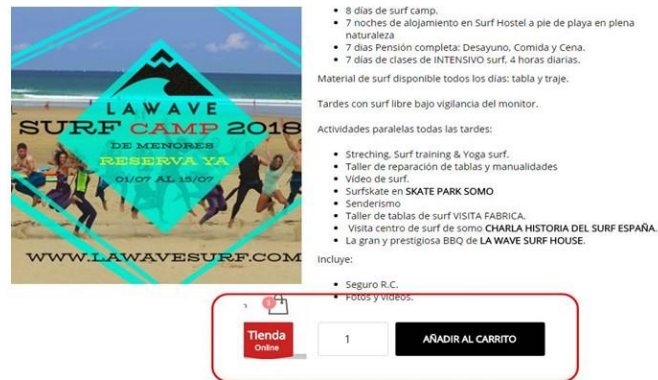 LAWAVE
SURF CAMP 2018
DE MENORES
RESERVA YA
01/07 AL 15/07
WWW.LAWAVESURF.COM
8 días de surf camp.
7 noches de alojamiento en Surf Hostel a pie de playa en plena
naturaleza
7 dias Pensión completa: Desayuno, Comida y Cena.
7 días de clases de INTENSIVO surf, 4 horas diarias.
Material de surf disponible todos los días: tabla y traje.
Tardes con surf libre bajo vigilancia del monitor.
Actividades paralelas todas las tardes:
Streching, Surf training & Yoga surf.
Taller de reparación de tablas y manualidades
Vídeo de surf.
Surfskate en SKATE PARK SOMO
Senderismo
Taller de tablas de surf VISITA FABRICA.
Visita centro de surf de somo CHARLA HISTORIA DEL SURF ESPAÑA.
La gran y prestigiosa BBQ de LA WAVE SURF HOUSE.
Incluye:
Seguro R.C.
Fotos y vídeos.
Tienda
Online
1
AÑADIR AL CARRITO